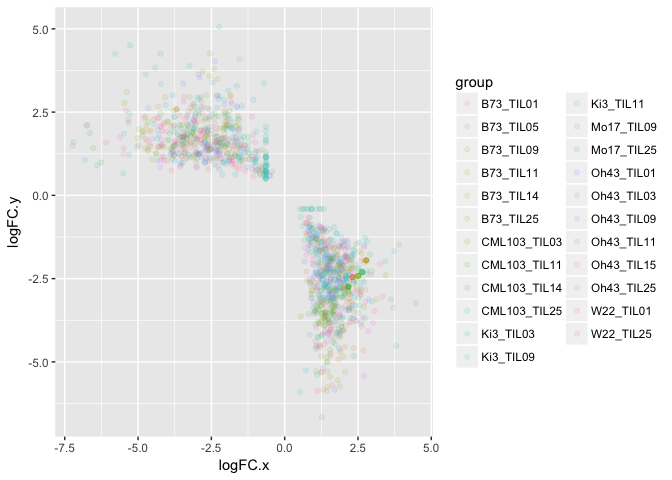 group
5.0
2.5
0.0
-2.5
-5.0
logFC.y
-7.5 -5.0 -2.5 0.0 2.5 5.0
logFC.x
B73_TIL01 Ki3_TIL11
B73_TIL05 Mo17_TIL09
B73_TIL09 Mo17_TIL25
B73_TIL11 Oh43_TIL01
B73_TIL14 Oh43_TIL03
B73_TIL25 Oh43_TIL09
CML103_TIL03 Oh43_TIL11
CML103_TIL11 Oh43_TIL15
CML103_TIL14 Oh43_TIL25
CML103_TIL25 W22_TIL01
Ki3_TIL03 W22_TIL25
Ki3_TIL09